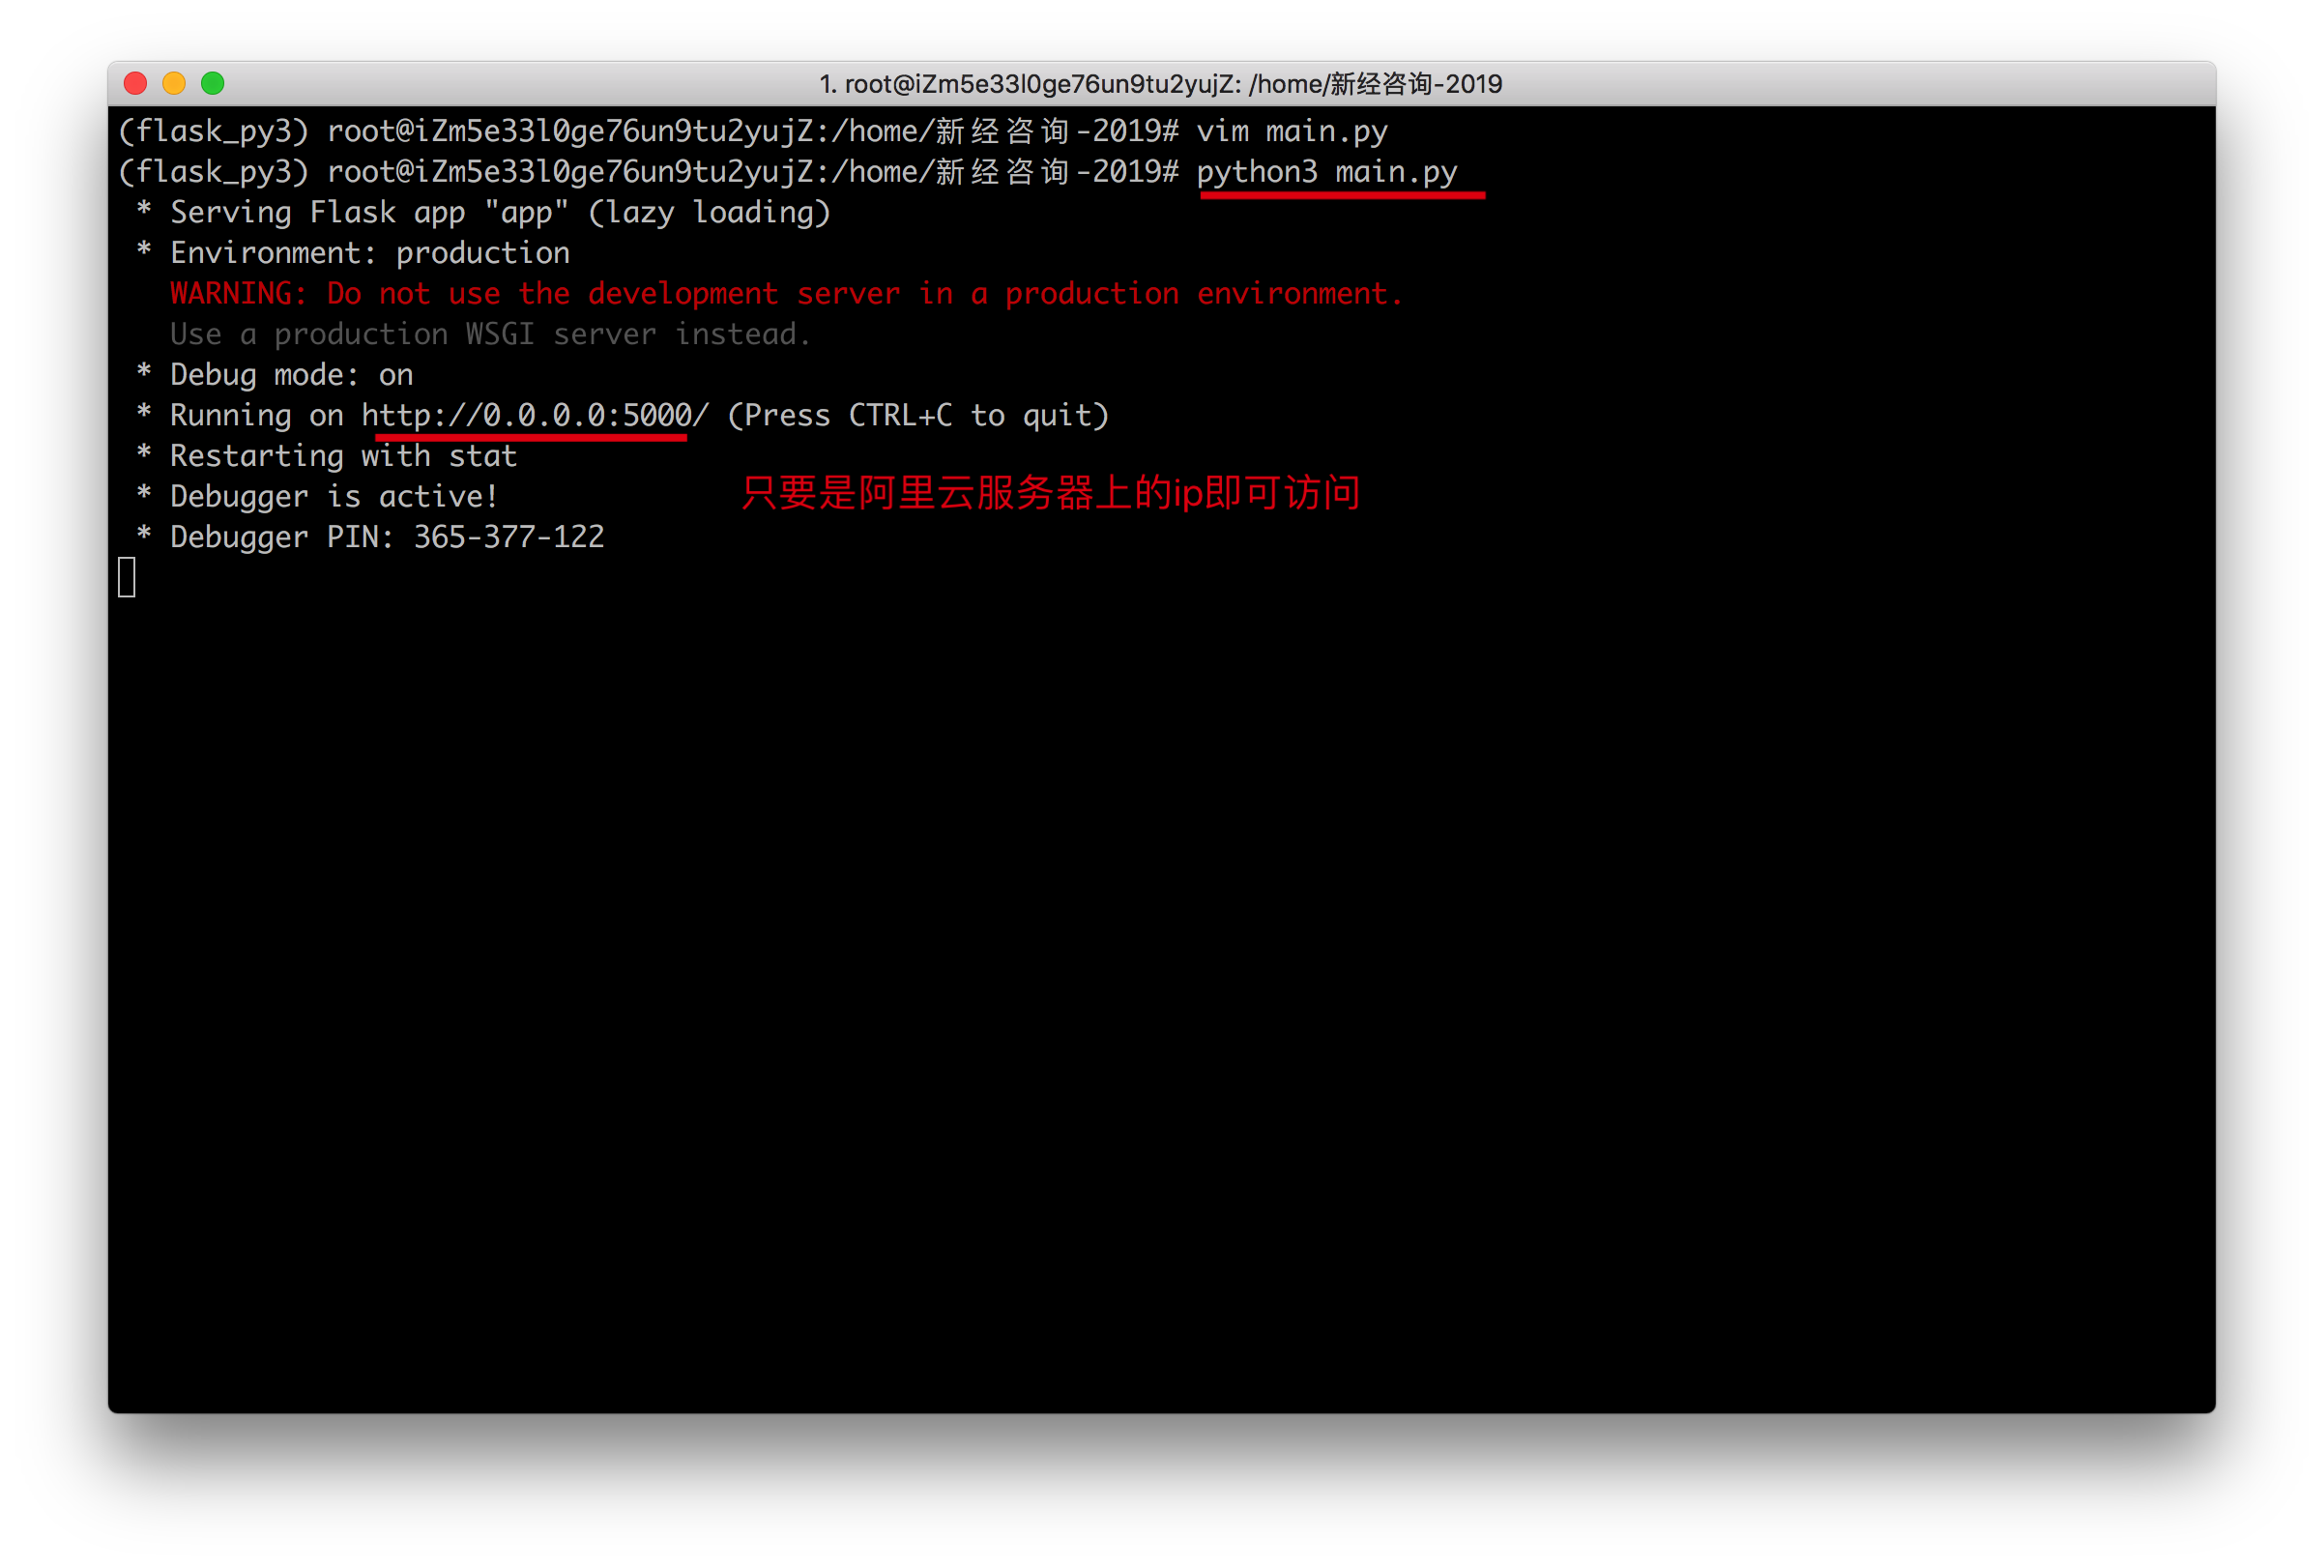 1. root@iZm5e33l0ge76un9tu2yujZ: /home/新经咨询-2019
(flask_py3) root@iZm5e33l0ge76un9tu2yujZ:/home/新经咨询-2019# vim main.py
(flask_py3) root@iZm5e33l0ge76un9tu2yujZ:/home/新经咨询-2019# python3 main.py
* Serving Flask app "app" (lazy loading)
* Environment: production
WARNING: Do not use the development server in a production environment.
Use a production WSGI server instead.
* Debug mode: on
* Running on http://0.0.0.0:5000/ (Press CTRL+C to quit)
* Restarting with stat
* Debugger is active!
只要是阿里云服务器上的ip即可访问
* Debugger PIN: 365-377-122